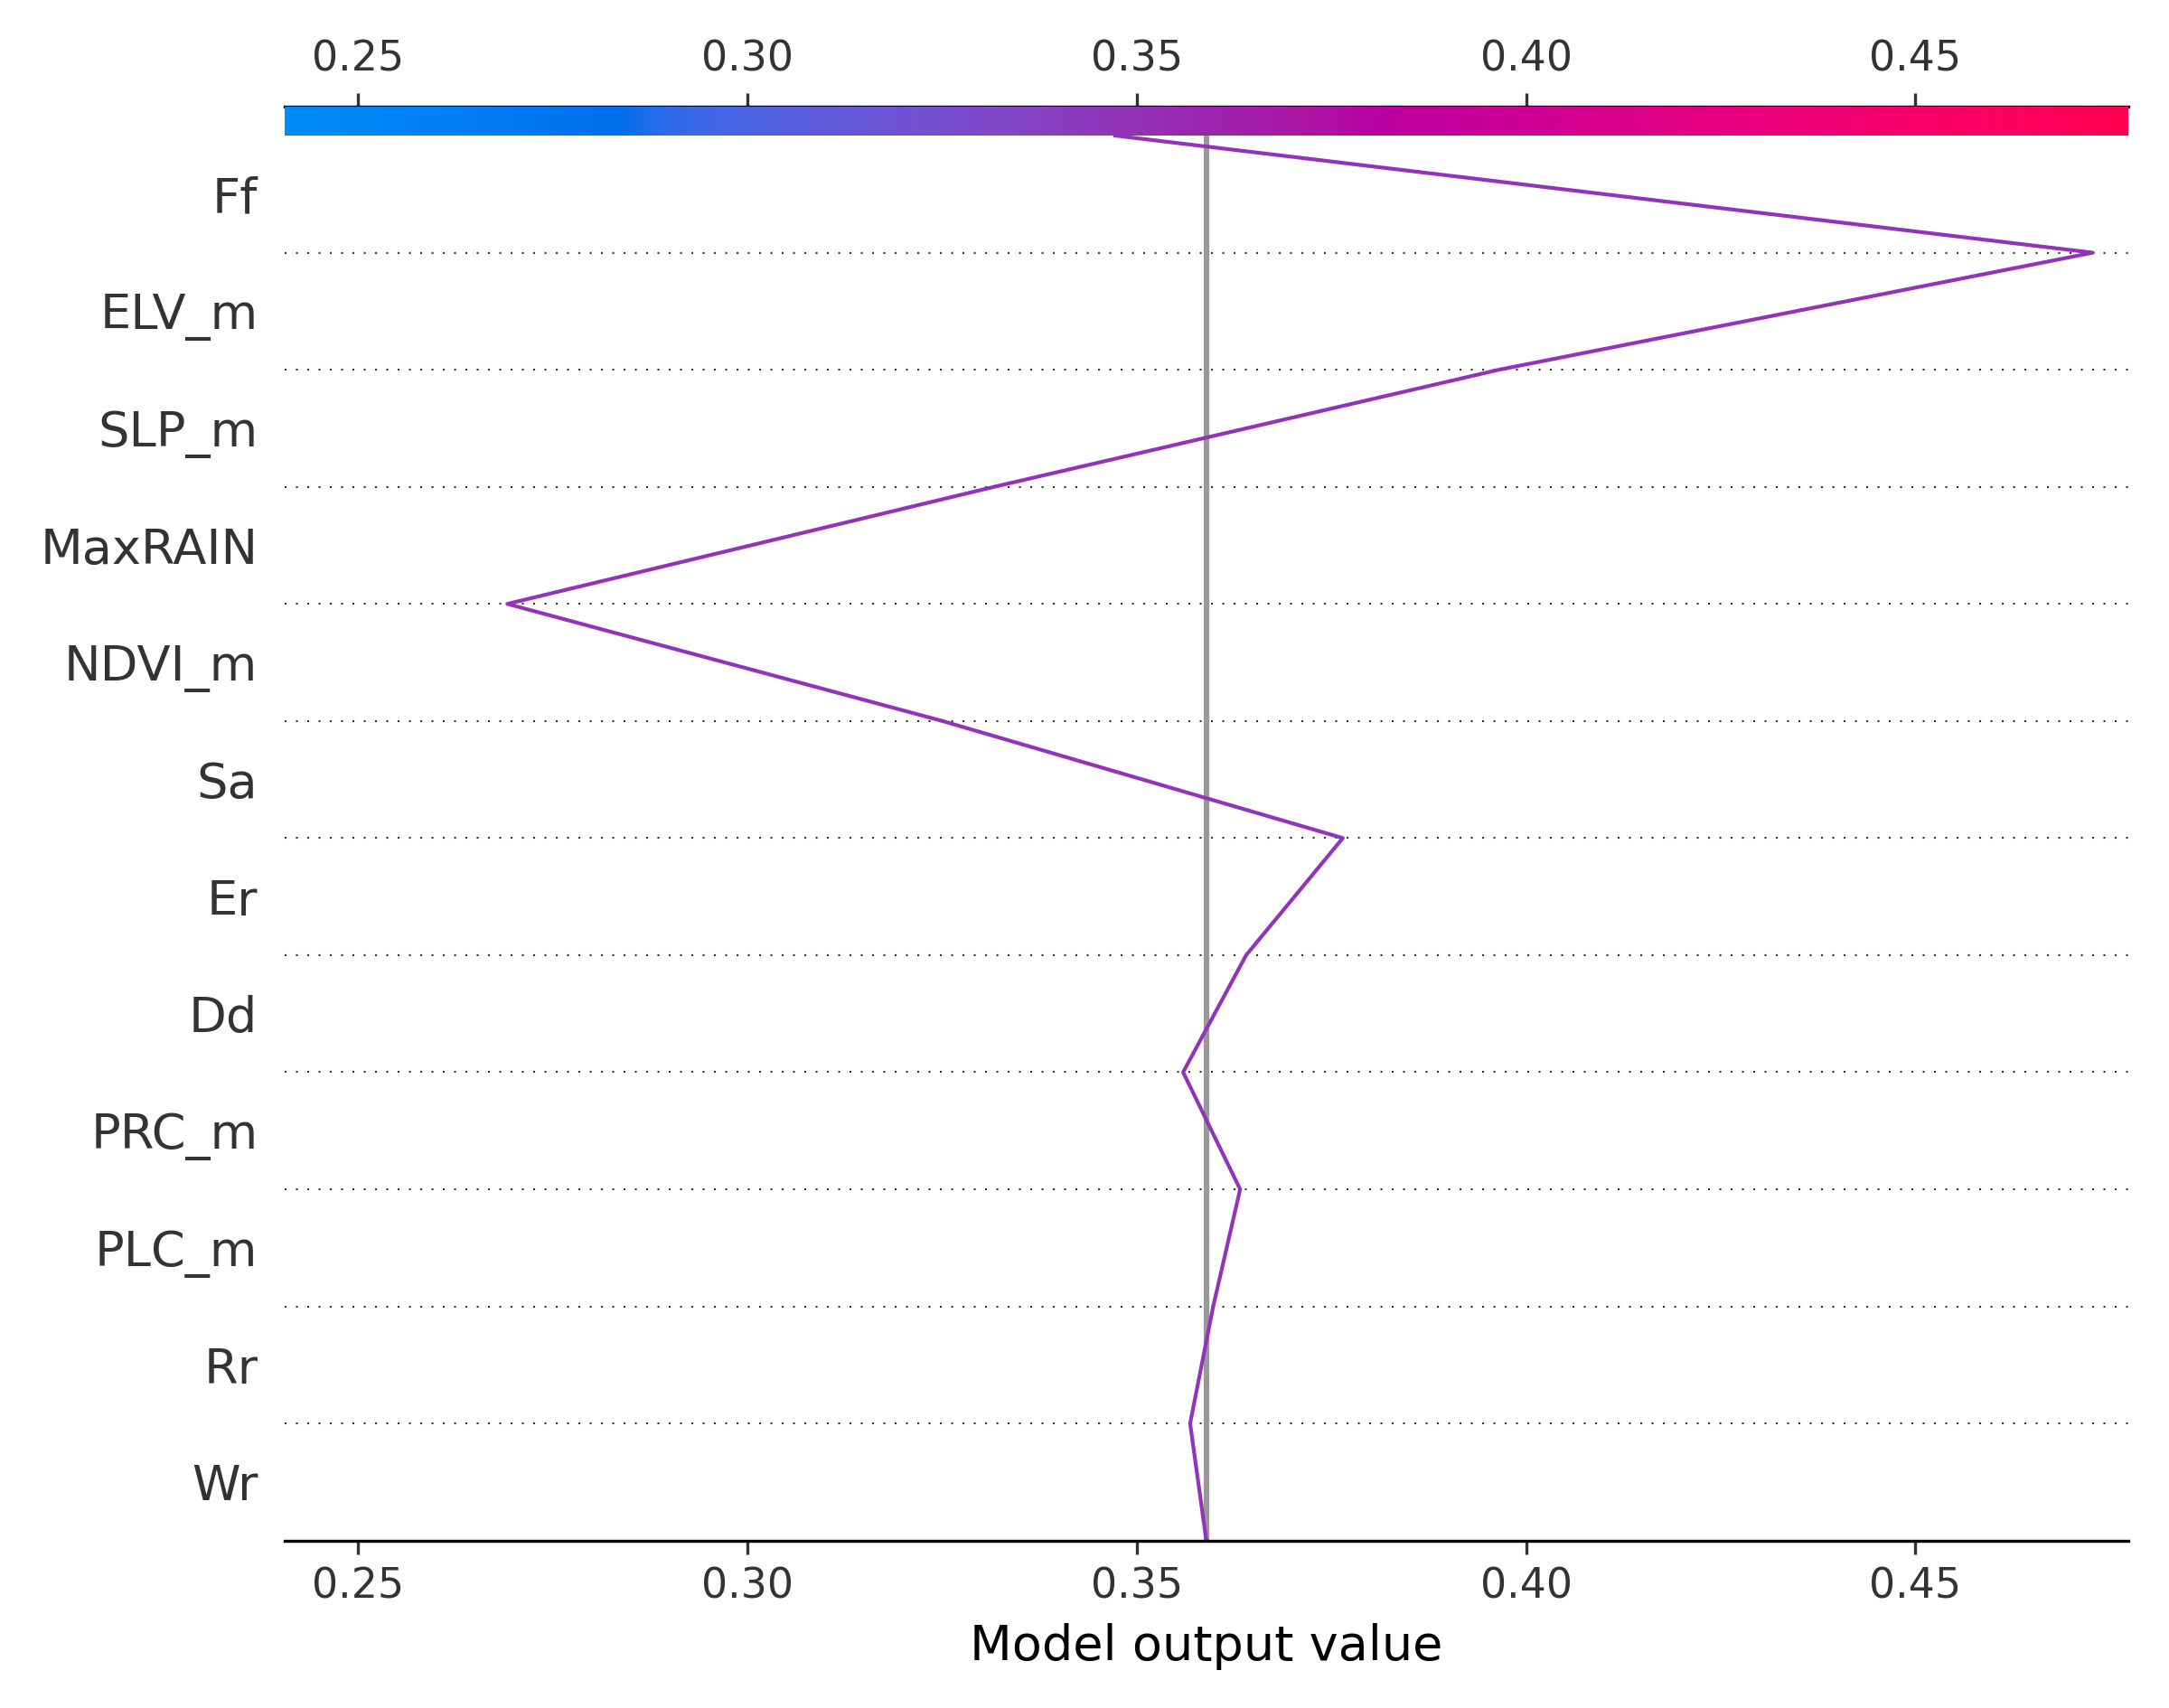 0.25 0.30 0.35 0.40 0.45
Ff
ELV_m
SLP_m
MaxRAIN
NDVI_m
Sa
Er
Dd
PRC_m
PLC_m
Rr
Wr
0.25 0.30 0.35 0.40 0.45
Model output value